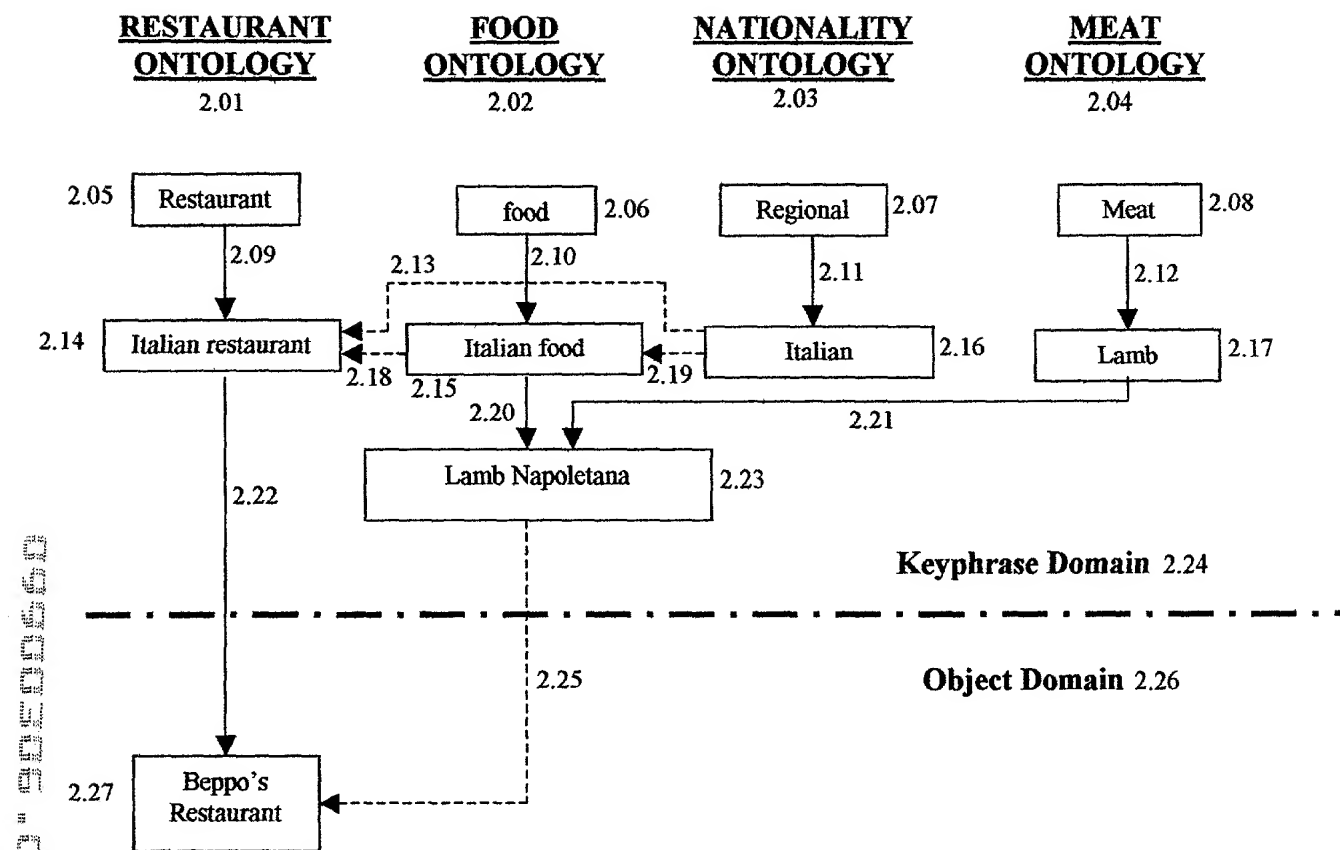 RESTAURANT ONTOLOGY 2.01
FOOD ONTOLOGY 2.02
NATIONALITY ONTOLOGY 2.03
MEAT ONTOLOGY 2.04
2.05 Restaurant
food 2.06
Regional 2.07
Meat 2.08
2.09
2.10
2.11
2.12
2.13
2.14 Italian restaurant
Italian food
Italian 2.16
Lamb 2.17
2.18
2.15
2.19
2.20
2.21
Lamb Napoletana 2.23
2.22
Keyphrase Domain 2.24
2.25
Object Domain 2.26
2.27
Beppo's
Restaurant